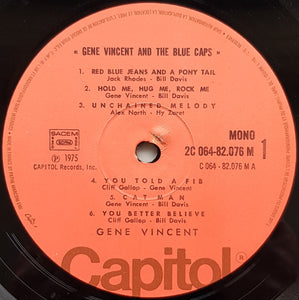 « GENE VINCENT AND THE BLUE CAPS »
1. RED BLUE JEANS AND A PONY TAIL
Jack Rhodes - Bill Davis
2. HOLD ME, HUG ME, ROCK ME
Gene Vincent - Bill Davis
3. UNCHAINED MELODY
Alex North - Hy Zaret
SACEM
MONO
℗ 1975
CAPITOL Records, Inc.
2C 064-82.076 M
1
C 064 - 82.076 M A
4. YOU TOLD A FIB
Cliff Gallop - Gene Vincent
5. CAT MAN
Gene Vincent - Bill Davis
6. YOU BETTER BELIEVE
Cliff Gallop - Bill Davis
GENE VINCENT
Capitol®